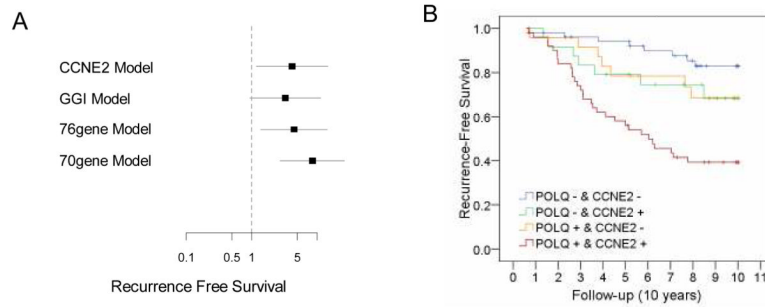 A
CCNE2 Model
GGI Model
76gene Model
70gene Model
0.1 0.5 1 5
Recurrence Free Survival
B
Recurrence-Free Survival
1.0
0.8
0.6
0.4
0.2
0.0
POLQ - & CCNE2 -
POLQ - & CCNE2 +
POLQ + & CCNE2 -
POLQ + & CCNE2 +
0 1 2 3 4 5 6 7 8 9 10 11
Follow-up (10 years)